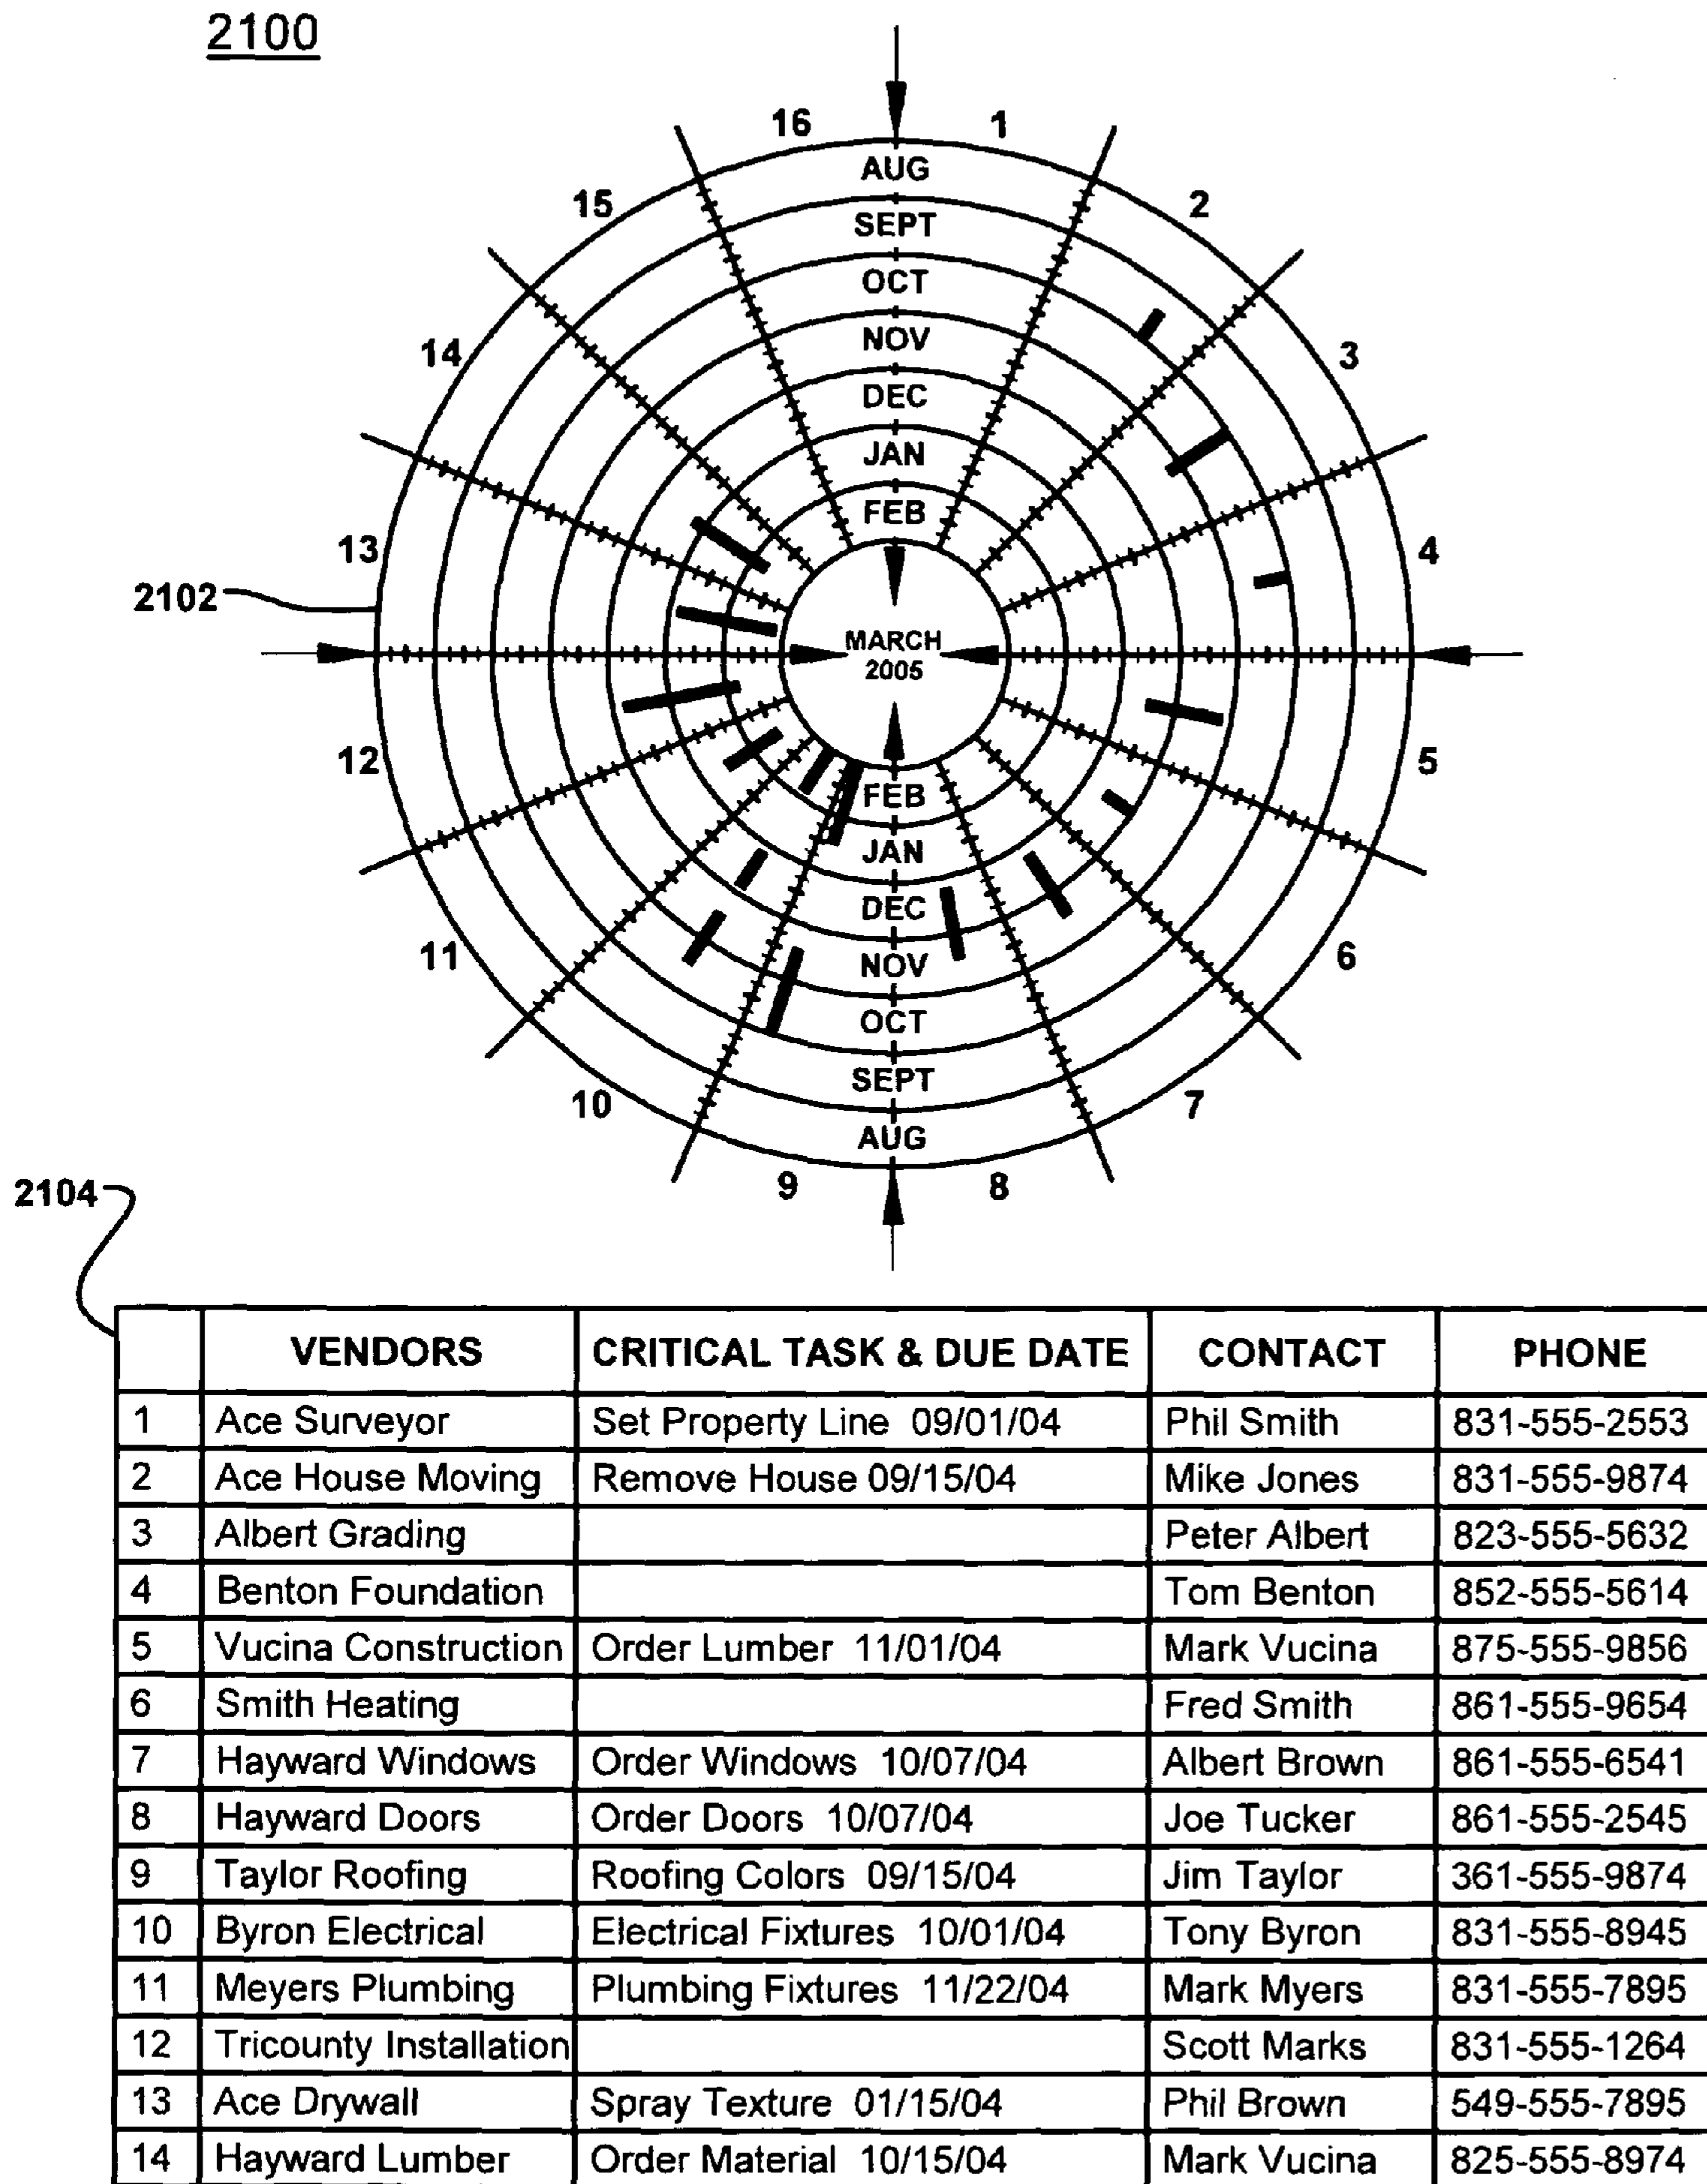 2100
16
1
15
2
14
3
13
4
12
5
11
6
10
7
9
8
AUG
SEPT
OCT
NOV
DEC
JAN
FEB
MARCH
2005
FEB
JAN
DEC
NOV
OCT
SEPT
AUG
2102
2104
VENDORS CRITICAL TASK & DUE DATE CONTACT PHONE
1 Ace Surveyor Set Property Line 09/01/04 Phil Smith 831-555-2553
2 Ace House Moving Remove House 09/15/04 Mike Jones 831-555-9874
3 Albert Grading Peter Albert 823-555-5632
4 Benton Foundation Tom Benton 852-555-5614
5 Vucina Construction Order Lumber 11/01/04 Mark Vucina 875-555-9856
6 Smith Heating Fred Smith 861-555-9654
7 Hayward Windows Order Windows 10/07/04 Albert Brown 861-555-6541
8 Hayward Doors Order Doors 10/07/04 Joe Tucker 861-555-2545
9 Taylor Roofing Roofing Colors 09/15/04 Jim Taylor 361-555-9874
10 Byron Electrical Electrical Fixtures 10/01/04 Tony Byron 831-555-8945
11 Meyers Plumbing Plumbing Fixtures 11/22/04 Mark Myers 831-555-7895
12 Tricounty Installation Scott Marks 831-555-1264
13 Ace Drywall Spray Texture 01/15/04 Phil Brown 549-555-7895
14 Hayward Lumber Order Material 10/15/04 Mark Vucina 825-555-8974